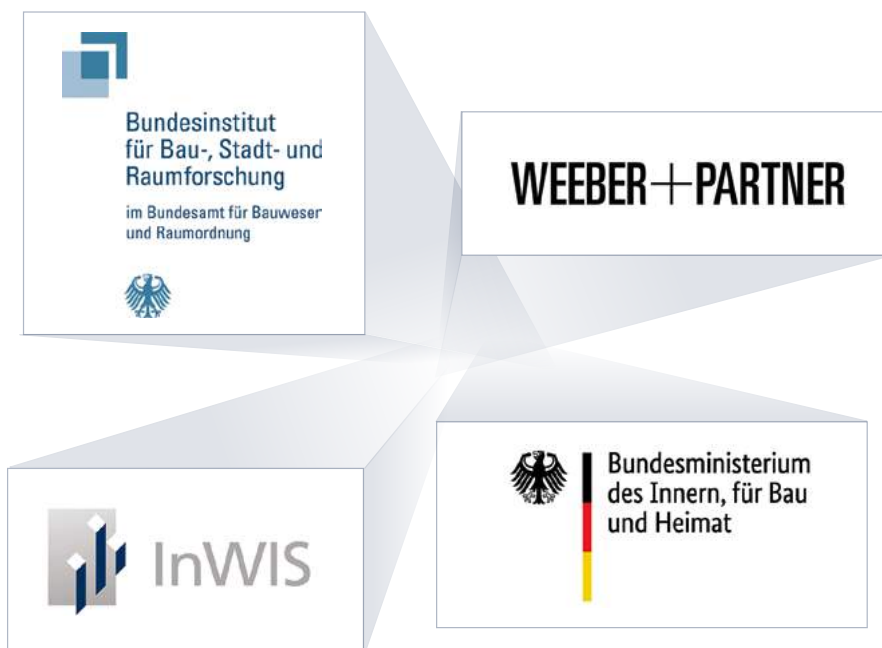 Bundesinstitut
für Bau-, Stadt- und
Raumforschung
im Bundesamt für Bauwesen
und Raumordnung
WEEBER+PARTNER
InWIS
Bundesministerium
des Innern, für Bau
und Heimat